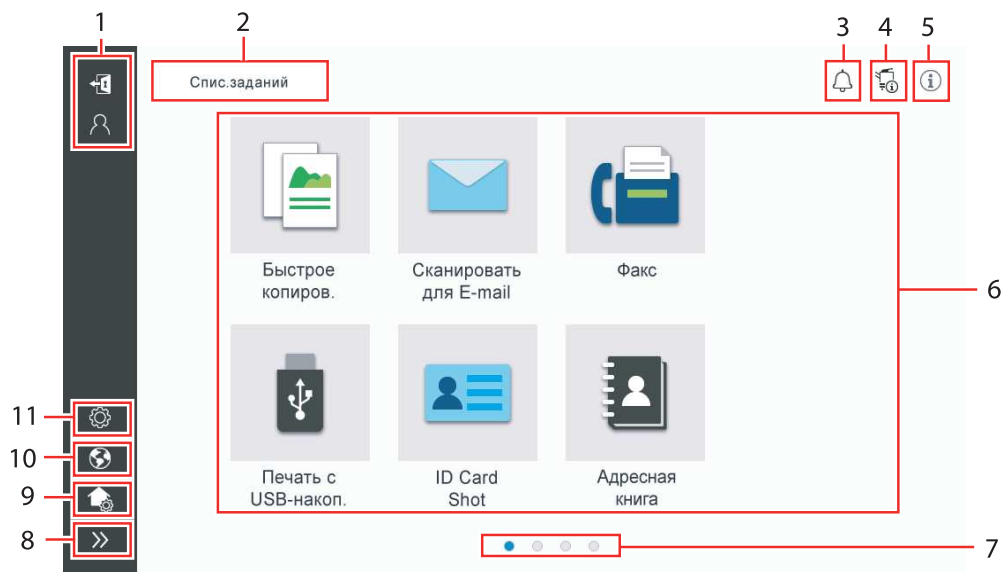 1 2 3 4 5
Спис.заданий
Быстрое
копиров.
Сканировать
для E-mail
Факс
6
Печать с
USB-накоп.
ID Card
Shot
Адресная
книга
11
10
9
8
7